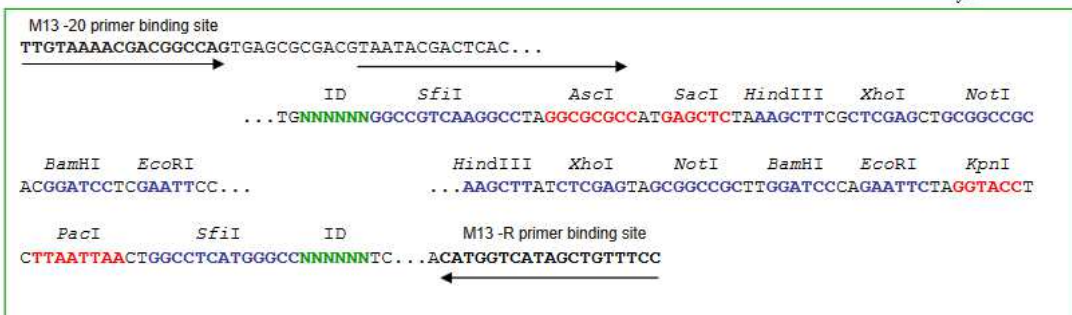 M13 -20 primer binding site
TTGTAAAACGACGGCCAGTGAGCGCGACGTAATACGACTCAC...
ID SfiI AscI SacI HindIII XhoI NotI
...TGNNNNNNGGCCGTCAAGGCCTAGGCGCGCCATGAGCTCTAAAGCTTCGCTCGAGCTGCGGCCGC
BamHI EcoRI HindIII XhoI NotI BamHI EcoRI KpnI
ACGGATCCTCGAATTCC... ...AAGCTTATCTCGAGTAGCGGCCGCTTGGATCCCAGAATTCTAGGTACCT
PacI SfiI ID M13 -R primer binding site
CTTAATTAACTGGCCTCATGGGCCNNNNNNTC...ACATGGTCATAGCTGTTTCC